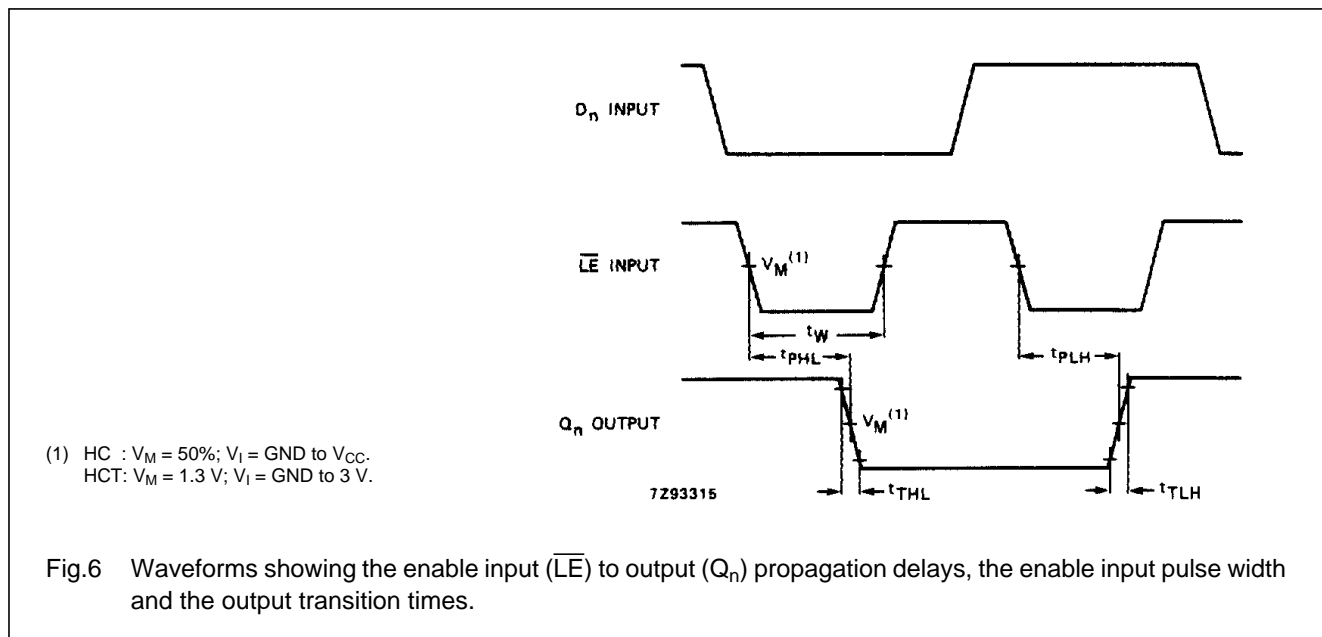 Dn INPUT
L̅E̅ INPUT
VM(1)
tW
tPHL
tPLH
Qn OUTPUT
VM(1)
(1) HC : VM = 50%; VI = GND to VCC.
HCT: VM = 1.3 V; VI = GND to 3 V.
7Z93315
tTHL
tTLH
Fig.6 Waveforms showing the enable input (L̅E̅) to output (Qn) propagation delays, the enable input pulse width
and the output transition times.